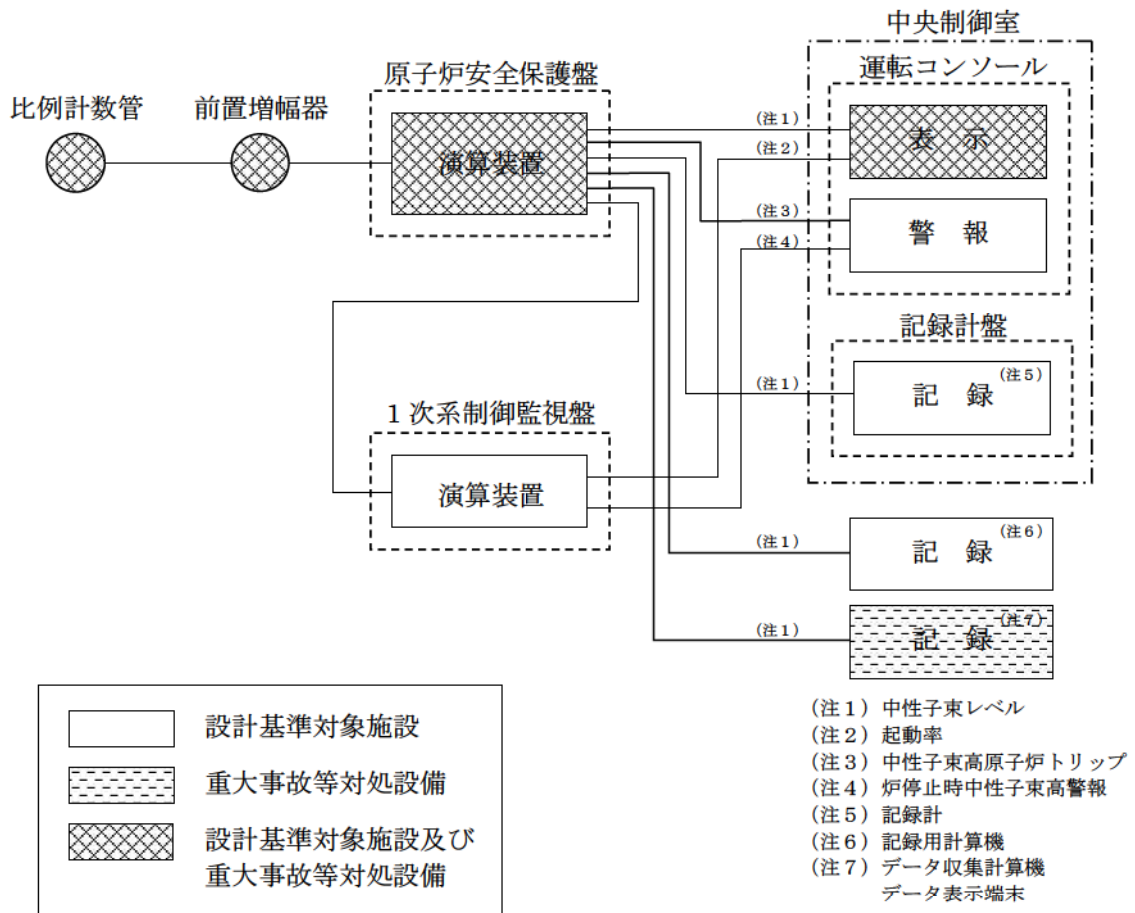 中央制御室
原子炉安全保護盤
運転コンソール
比例計数管
前置増幅器
演算装置
(注1)
表 示
(注2)
(注3)
警 報
(注4)
記録計盤
(注1)
記 録
(注5)
1次系制御監視盤
演算装置
(注1)
記 録
(注6)
(注1)
記 録
(注7)
設計基準対象施設
重大事故等対処設備
設計基準対象施設及び
重大事故等対処設備
(注1) 中性子束レベル
(注2) 起動率
(注3) 中性子束高原子炉トリップ
(注4) 炉停止時中性子束高警報
(注5) 記録計
(注6) 記録用計算機
(注7) データ収集計算機
データ表示端末